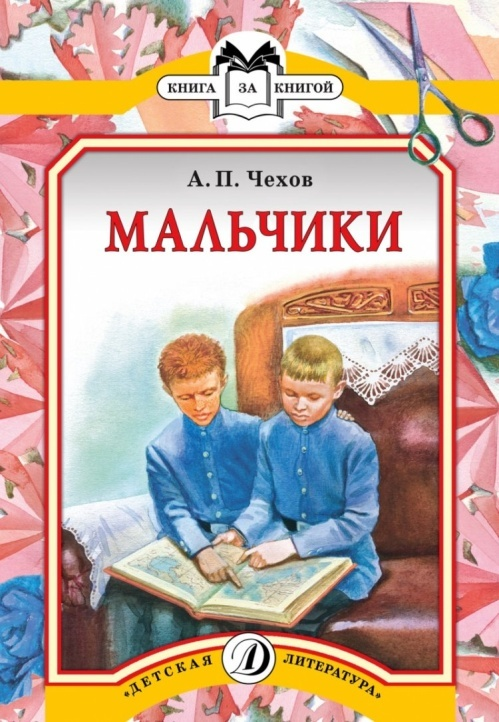 КНИГА ЗА КНИГОЙ
А. П. Чехов
МАЛЬЧИКИ
Д
"ДЕТСКАЯ ЛИТЕРАТУРА"